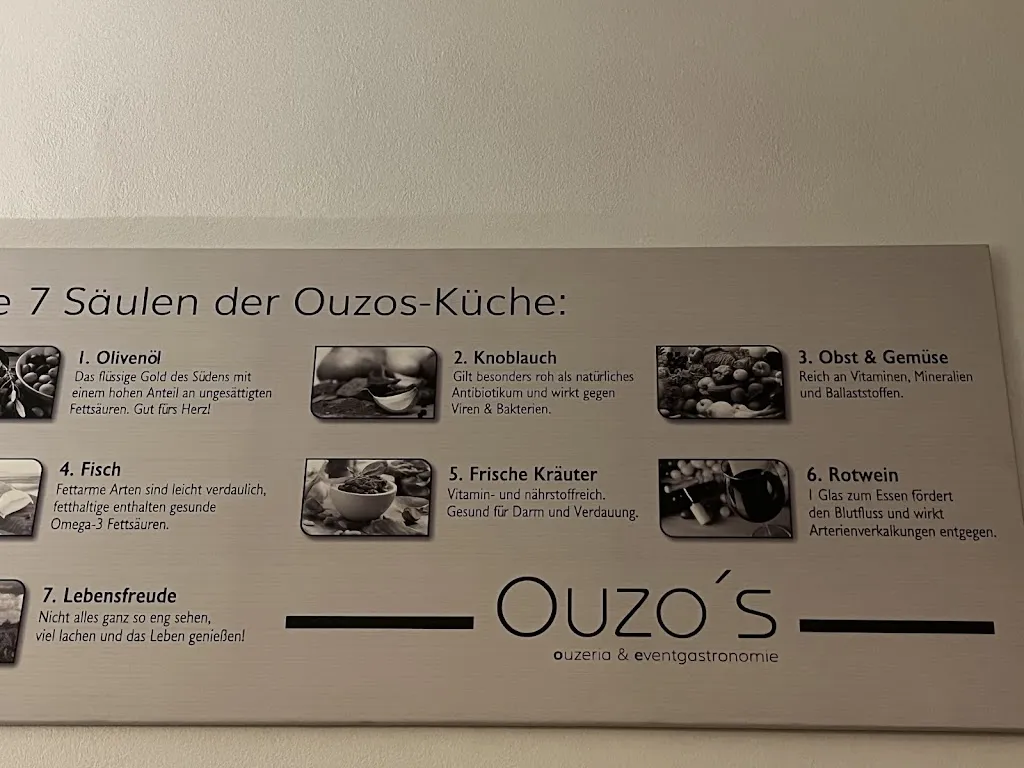 e 7 Säulen der Ouzos-Küche:
1. Olivenöl
Das flüssige Gold des Südens mit
einem hohen Anteil an ungesättigten
Fettsäuren. Gut fürs Herz!
2. Knoblauch
Gilt besonders roh als natürliches
Antibiotikum und wirkt gegen
Viren & Bakterien.
3. Obst & Gemüse
Reich an Vitaminen, Mineralien
und Ballaststoffen.
4. Fisch
Fettarme Arten sind leicht verdaulich,
fetthaltige enthalten gesunde
Omega-3 Fettsäuren.
5. Frische Kräuter
Vitamin- und nährstoffreich.
Gesund für Darm und Verdauung.
6. Rotwein
1 Glas zum Essen fördert
den Blutfluss und wirkt
Arterienverkalkungen entgegen.
7. Lebensfreude
Nicht alles ganz so eng sehen,
viel lachen und das Leben genießen!
Ouzo´s
ouzeria & eventgastronomie